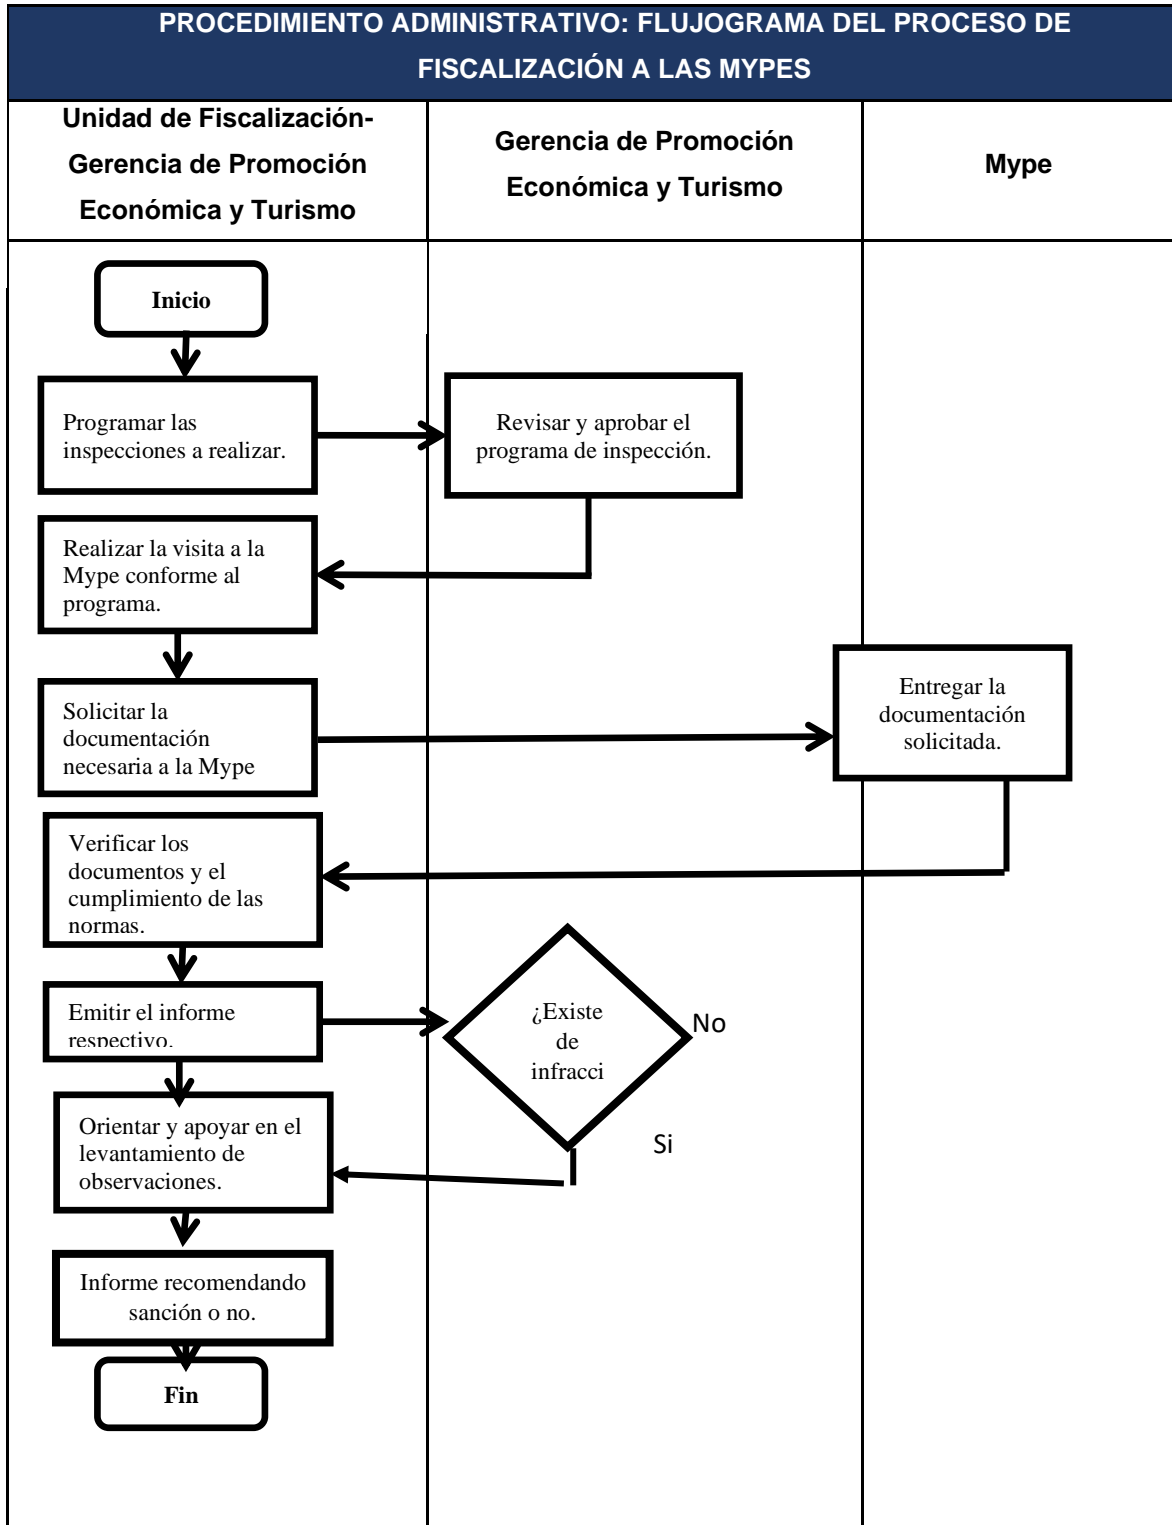 PROCEDIMIENTO ADMINISTRATIVO: FLUJOGRAMA DEL PROCESO DE
FISCALIZACIÓN A LAS MYPES
Unidad de Fiscalización-
Gerencia de Promoción
Económica y Turismo
Gerencia de Promoción
Económica y Turismo
Mype
Inicio
Programar las
inspecciones a realizar.
Revisar y aprobar el
programa de inspección.
Realizar la visita a la
Mype conforme al
programa.
Solicitar la
documentación
necesaria a la Mype
Entregar la
documentación
solicitada.
Verificar los
documentos y el
cumplimiento de las
normas.
Emitir el informe
respectivo.
¿Existe
de
infracci
No
Si
Orientar y apoyar en el
levantamiento de
observaciones.
Informe recomendando
sanción o no.
Fin